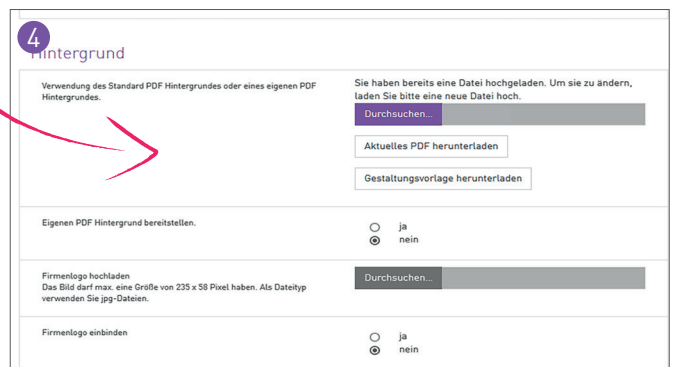 4
Hintergrund
Verwendung des Standard PDF Hintergrundes oder eines eigenen PDF
Hintergrundes.
Sie haben bereits eine Datei hochgeladen. Um sie zu ändern,
laden Sie bitte eine neue Datei hoch.
Durchsuchen...
Aktuelles PDF herunterladen
Gestaltungsvorlage herunterladen
Eigenen PDF Hintergrund bereitstellen.
ja
nein
Firmenlogo hochladen
Das Bild darf max. eine Größe von 235 x 58 Pixel haben. Als Dateityp
verwenden Sie jpg-Dateien.
Durchsuchen...
Firmenlogo einbinden
ja
nein